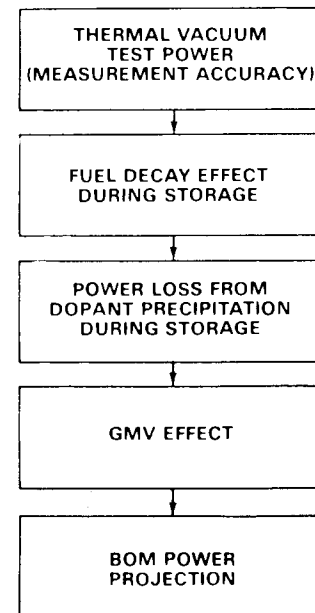 THERMAL VACUUM
TEST POWER
(MEASUREMENT ACCURACY)
FUEL DECAY EFFECT
DURING STORAGE
POWER LOSS FROM
DOPANT PRECIPITATION
DURING STORAGE
GMV EFFECT
BOM POWER
PROJECTION